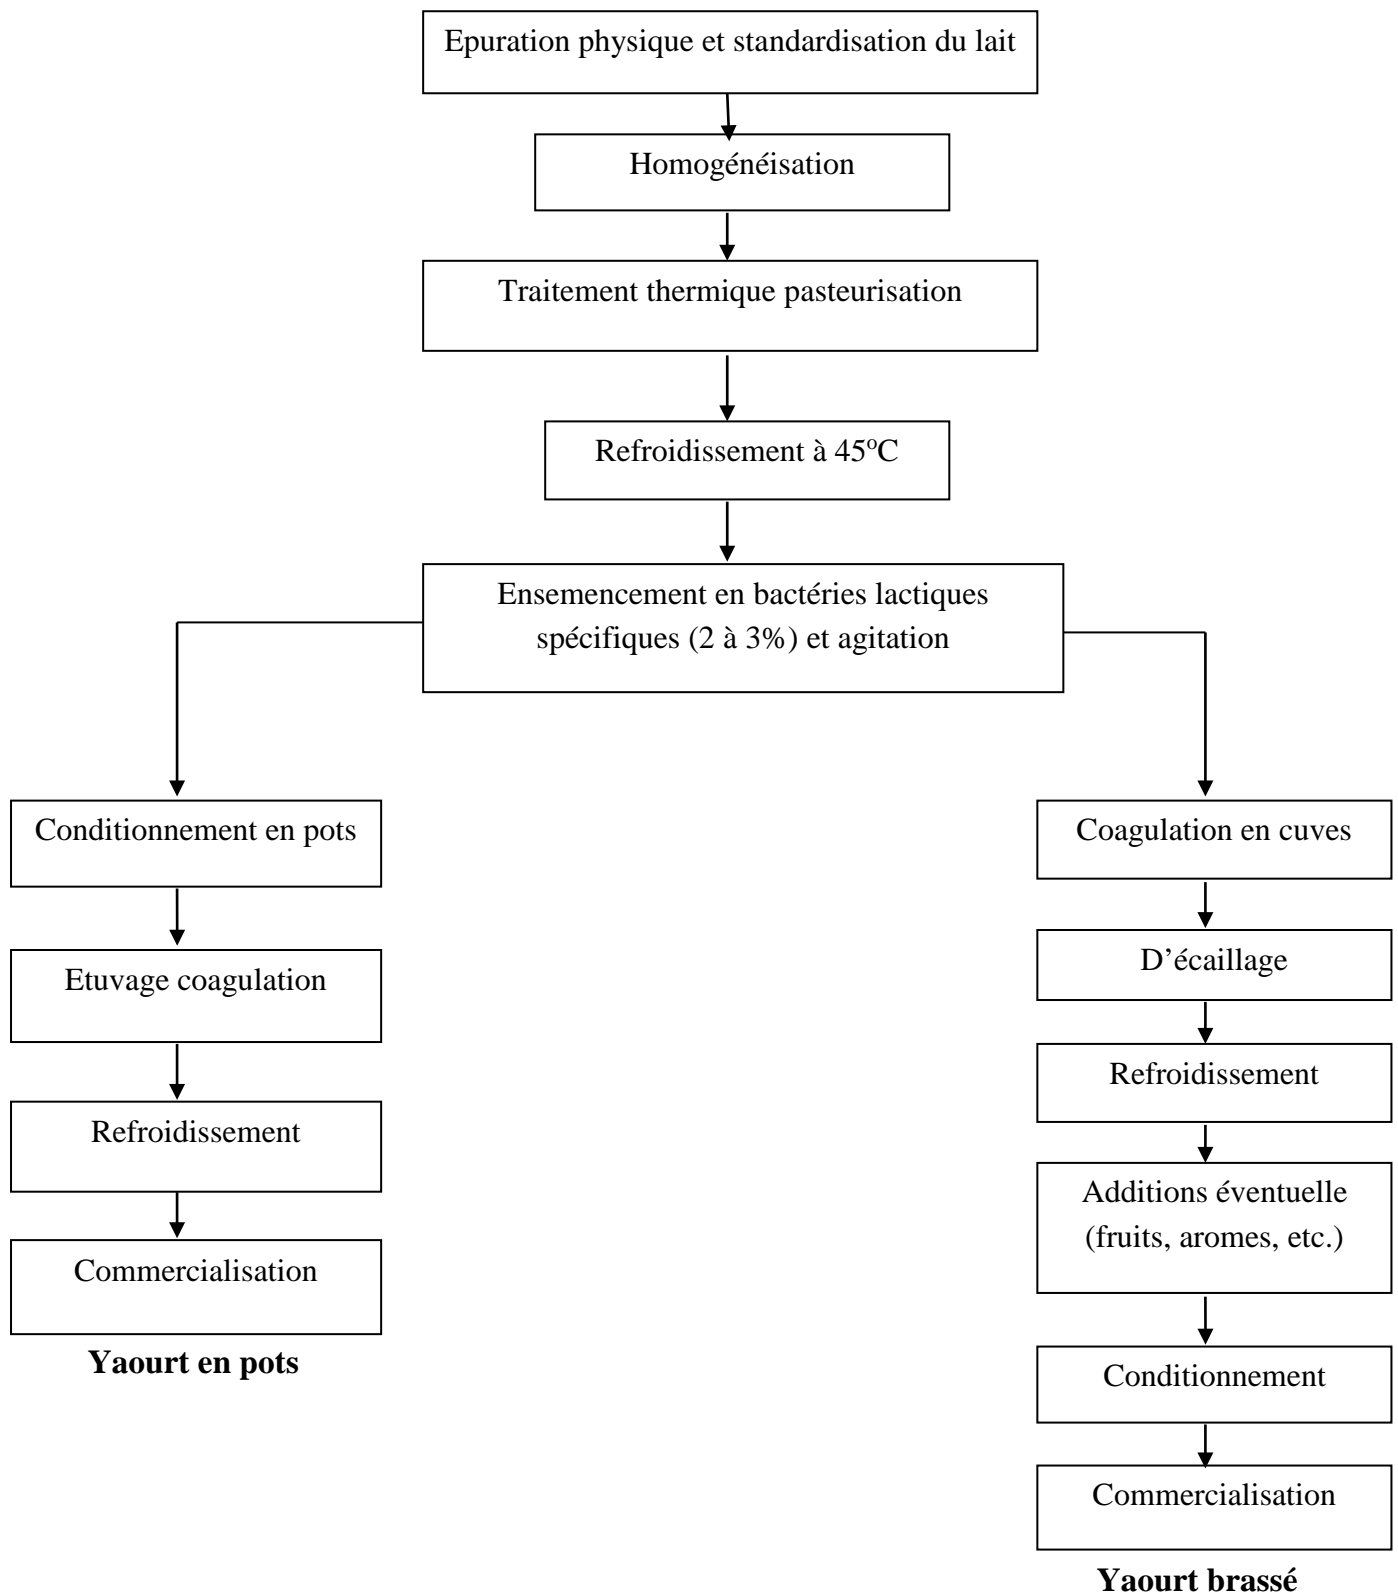 Epuration physique et standardisation du lait
Homogénéisation
Traitement thermique pasteurisation
Refroidissement à 45°C
Ensemencement en bactéries lactiques
spécifiques (2 à 3%) et agitation
Conditionnement en pots
Etuvage coagulation
Refroidissement
Commercialisation
Yaourt en pots
Coagulation en cuves
D’écaillage
Refroidissement
Additions éventuelle
(fruits, aromes, etc.)
Conditionnement
Commercialisation
Yaourt brassé